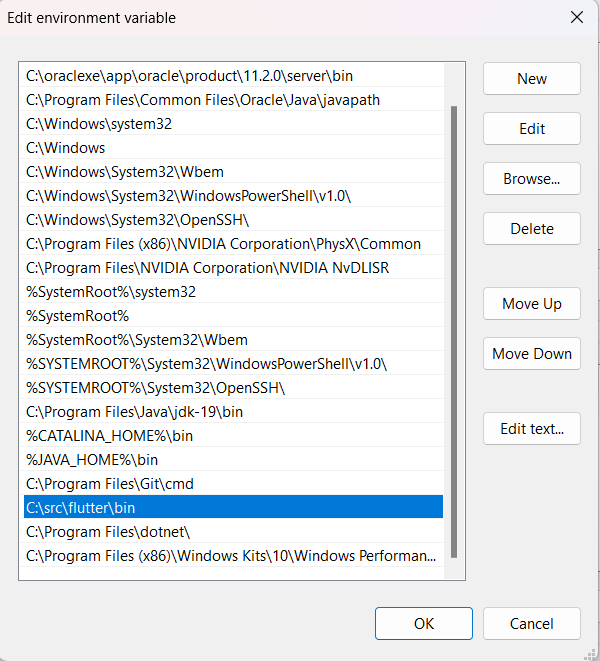 Edit environment variable
C:\oraclexe\app\oracle\product\11.2.0\server\bin
C:\Program Files\Common Files\Oracle\Java\javapath
C:\Windows\system32
C:\Windows
C:\Windows\System32\Wbem
C:\Windows\System32\WindowsPowerShell\v1.0\
C:\Windows\System32\OpenSSH\
C:\Program Files (x86)\NVIDIA Corporation\PhysX\Common
C:\Program Files\NVIDIA Corporation\NVIDIA NvDLISR
%SystemRoot%\system32
%SystemRoot%
%SystemRoot%\System32\Wbem
%SYSTEMROOT%\System32\WindowsPowerShell\v1.0\
%SYSTEMROOT%\System32\OpenSSH\
C:\Program Files\Java\jdk-19\bin
%CATALINA_HOME%\bin
%JAVA_HOME%\bin
C:\Program Files\Git\cmd
C:\src\flutter\bin
C:\Program Files\dotnet\
C:\Program Files (x86)\Windows Kits\10\Windows Performan...
New
Edit
Browse...
Delete
Move Up
Move Down
Edit text...
OK
Cancel